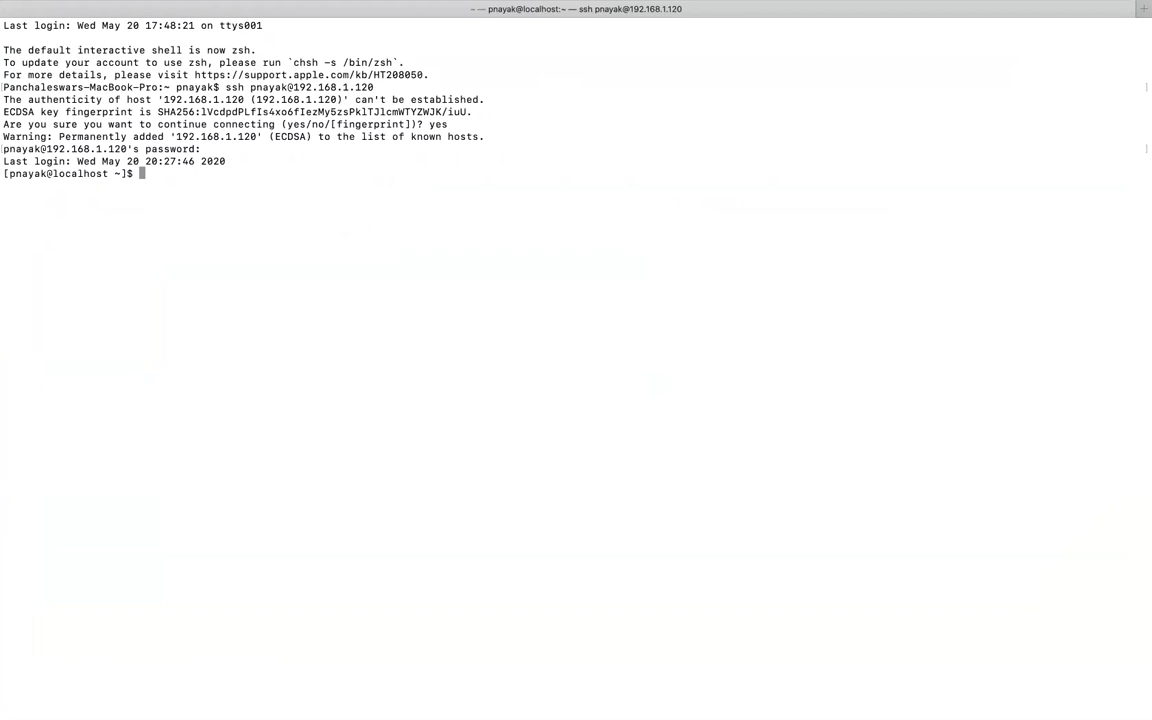 ~ — pnayak@localhost:~ — ssh pnayak@192.168.1.120
Last login: Wed May 20 17:48:21 on ttys001
The default interactive shell is now zsh.
To update your account to use zsh, please run `chsh -s /bin/zsh`.
For more details, please visit https://support.apple.com/kb/HT208050.
[Panchaleswars-MacBook-Pro:~ pnayak$ ssh pnayak@192.168.1.120 ]
The authenticity of host '192.168.1.120 (192.168.1.120)' can't be established.
ECDSA key fingerprint is SHA256:lVcdpdPLfIs4xo6fIezMy5zsPklTJlcmWTYZWJK/iuU.
Are you sure you want to continue connecting (yes/no/[fingerprint])? yes
Warning: Permanently added '192.168.1.120' (ECDSA) to the list of known hosts.
[pnayak@192.168.1.120's password: ]
Last login: Wed May 20 20:27:46 2020
[pnayak@localhost ~]$